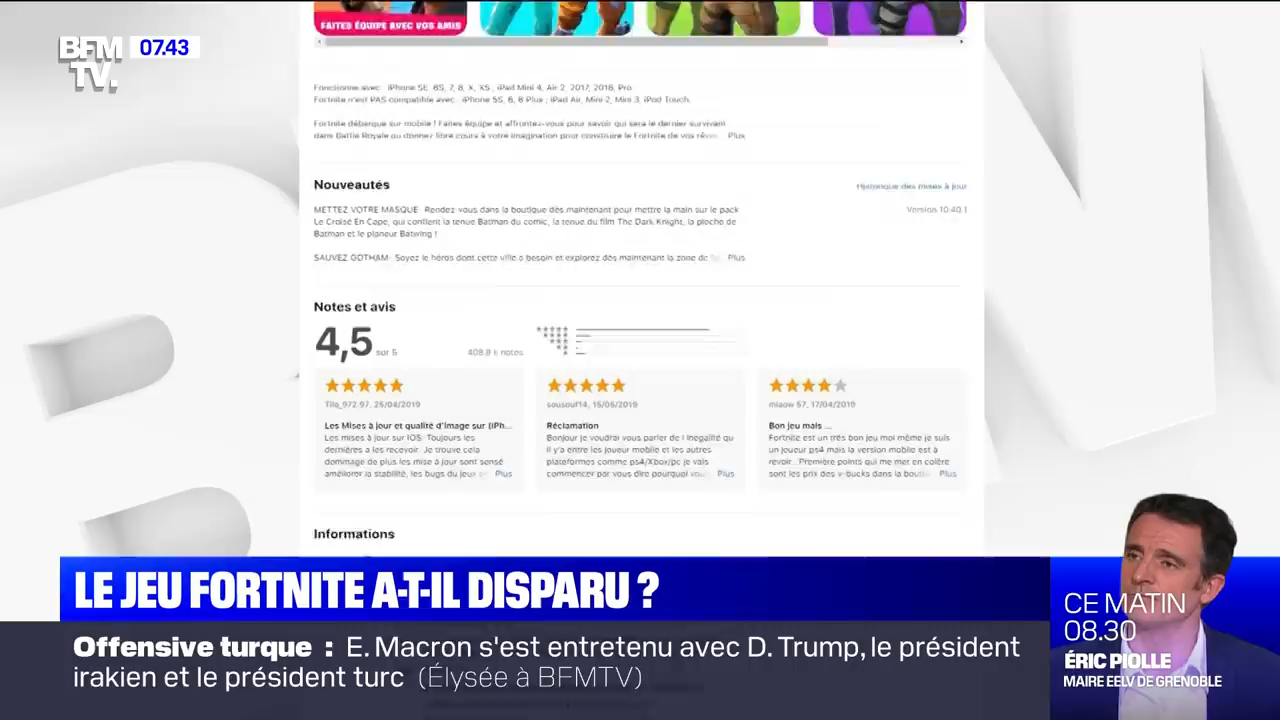 FAITES ÉQUIPE AVEC VOS AMIS
BFM
TV.
07.43
Fonctionne avec : iPhone SE, 6S, 7, 8, X, XS ; iPad Mini 4, Air 2, 2017, 2018, Pro.
Fortnite n'est PAS compatible avec : iPhone 5S, 6, 6 Plus ; iPad Air, Mini 2, Mini 3, iPod Touch.
Fortnite débarque sur mobile ! Faites équipe et affrontez-vous pour savoir qui sera le dernier survivant
dans Battle Royale ou donnez libre cours à votre imagination pour construire le Fortnite de vos rêves Plus
Nouveautés
Historique des mises à jour
METTEZ VOTRE MASQUE- Rendez-vous dans la boutique dès maintenant pour mettre la main sur le pack
Version 10.40.1
Le Croisé En Cape, qui contient la tenue Batman du comic, la tenue du film The Dark Knight, la pioche de
Batman et le planeur Batwing !
SAUVEZ GOTHAM- Soyez le héros dont cette ville a besoin et explorez dès maintenant la zone de Plus
Notes et avis
4,5 sur 5
408.8 k notes
★★★★★
★★★★
★★★
★★
★
★★★★★
Tilo_972.97, 25/04/2019
Les Mises à jour et qualité d'image sur (iPh...
Les mises à jour sur IOS. Toujours les
dernières a les recevoir. Je trouve cela
dommage de plus les mise à jour sont sensé
améliorer la stabilité, les bugs du jeux Plus
★★★★★
sousouf14, 15/05/2019
Réclamation
Bonjour je voudrai vous parler de l'inegalité qu
il y'a entre les joueur mobile et les autres
plateformes comme ps4/Xbox/pc je vais
commencer par vous dire pourquoi vou Plus
★★★★★
miaow 57, 17/04/2019
Bon jeu mais ...
Fortnite est un très bon jeu moi même je suis
un joueur ps4 mais la version mobile est à
revoir...Première points qui me met en colère
sont les prix des v-bucks dans la bouti Plus
Informations
LE JEU FORTNITE A-T-IL DISPARU ?
Offensive turque : E. Macron s'est entretenu avec D. Trump, le président
irakien et le président turc (Élysée à BFMTV)
CE MATIN
08.30
ÉRIC PIOLLE
MAIRE EELV DE GRENOBLE